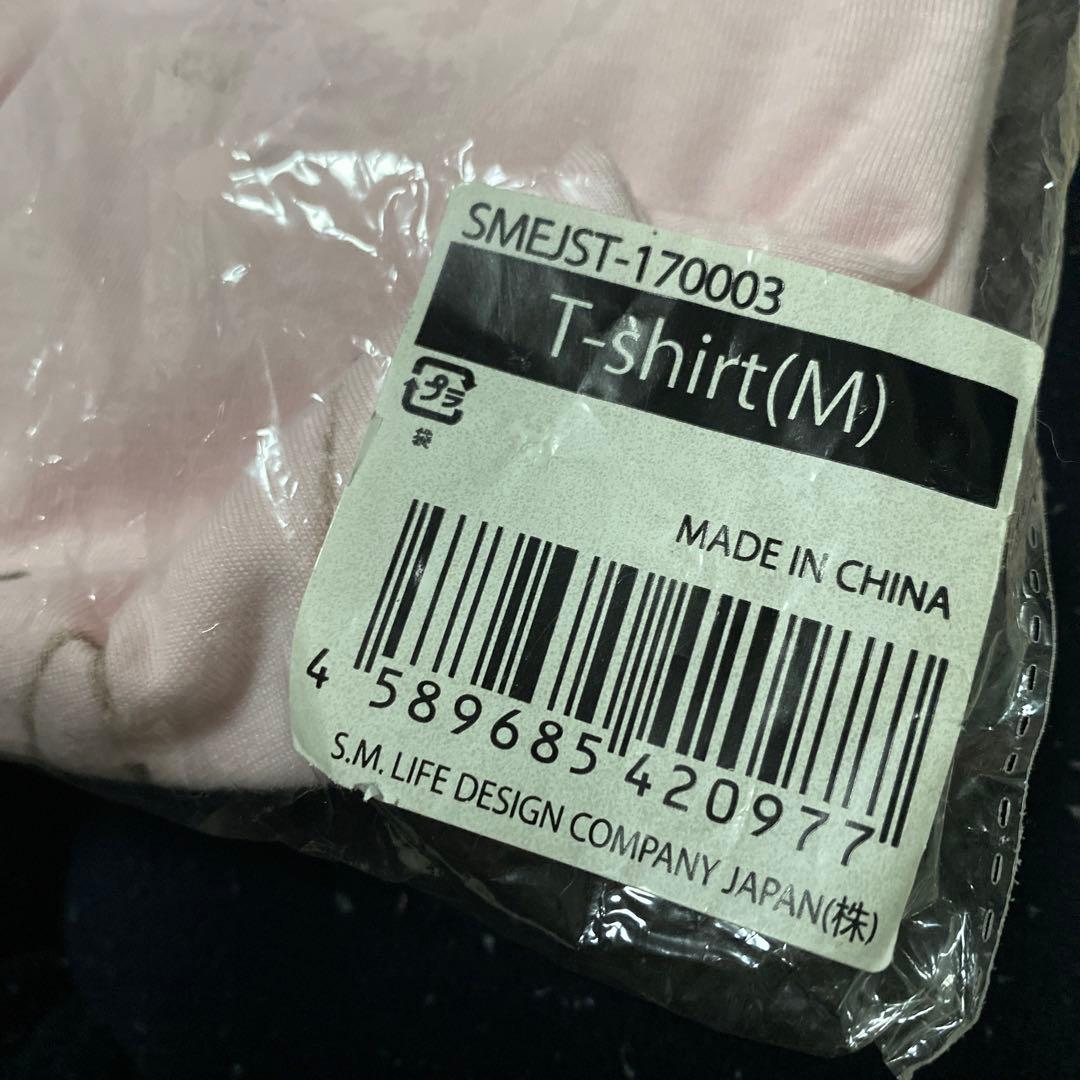 SMEJST-170003
T-shirt(M)
プラ
袋
MADE IN CHINA
4 589685 420977
S.M. LIFE DESIGN COMPANY JAPAN(株)